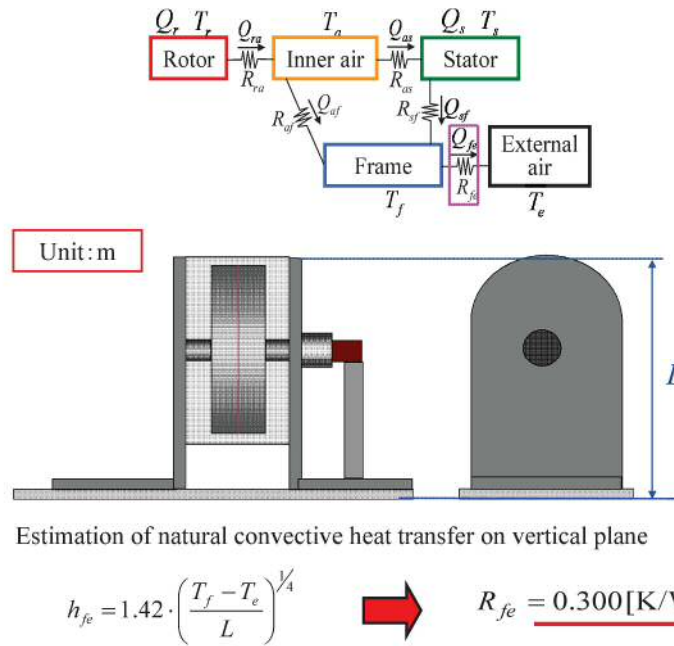 Q_r T_r Q_ra T_a Q_as Q_s T_s
Rotor Inner air Stator
R_ra R_as
R_af Q_af R_sf Q_sf
Q_fe
Frame External air
R_fe
T_f T_e
Unit: m
L
Estimation of natural convective heat transfer on vertical plane
h_fe = 1.42 · ( (T_f − T_e) / L )^{1/4} R_fe = 0.300 [K/